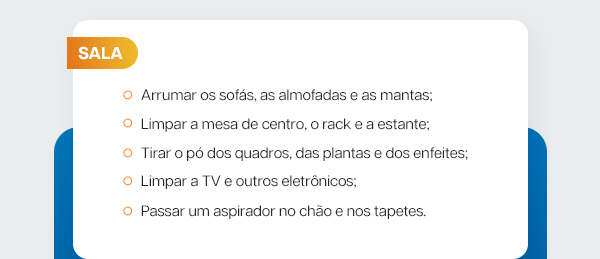 SALA
Arrumar os sofás, as almofadas e as mantas;
Limpar a mesa de centro, o rack e a estante;
Tirar o pó dos quadros, das plantas e dos enfeites;
Limpar a TV e outros eletrônicos;
Passar um aspirador no chão e nos tapetes.